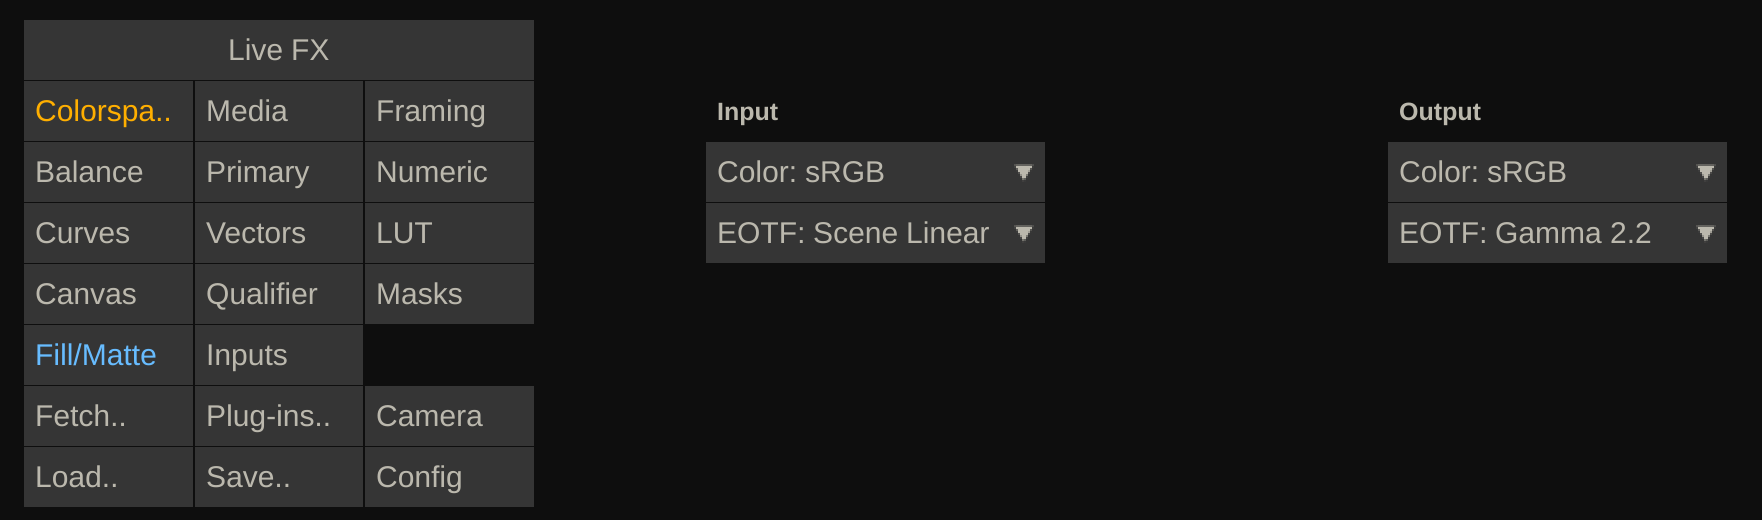 Live FX
Colorspa.. Media Framing
Input
Output
Balance Primary Numeric
Color: sRGB
Color: sRGB
Curves Vectors LUT
EOTF: Scene Linear
EOTF: Gamma 2.2
Canvas Qualifier Masks
Fill/Matte Inputs
Fetch.. Plug-ins.. Camera
Load.. Save.. Config